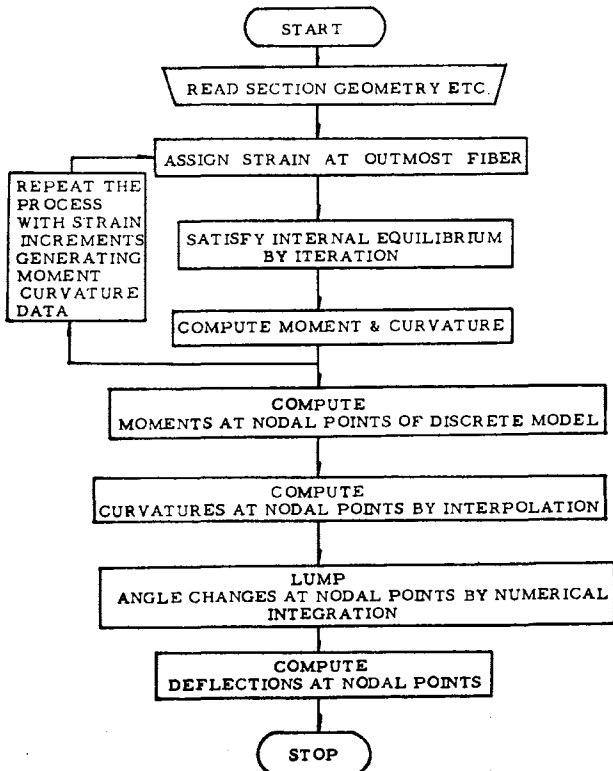 START
READ SECTION GEOMETRY ETC.
ASSIGN STRAIN AT OUTMOST FIBER
REPEAT THE
PROCESS
WITH STRAIN
INCREMENTS
GENERATING
MOMENT
CURVATURE
DATA
SATISFY INTERNAL EQUILIBRIUM
BY ITERATION
COMPUTE MOMENT & CURVATURE
COMPUTE
MOMENTS AT NODAL POINTS OF DISCRETE MODEL
COMPUTE
CURVATURES AT NODAL POINTS BY INTERPOLATION
LUMP
ANGLE CHANGES AT NODAL POINTS BY NUMERICAL
INTEGRATION
COMPUTE
DEFLECTIONS AT NODAL POINTS
STOP